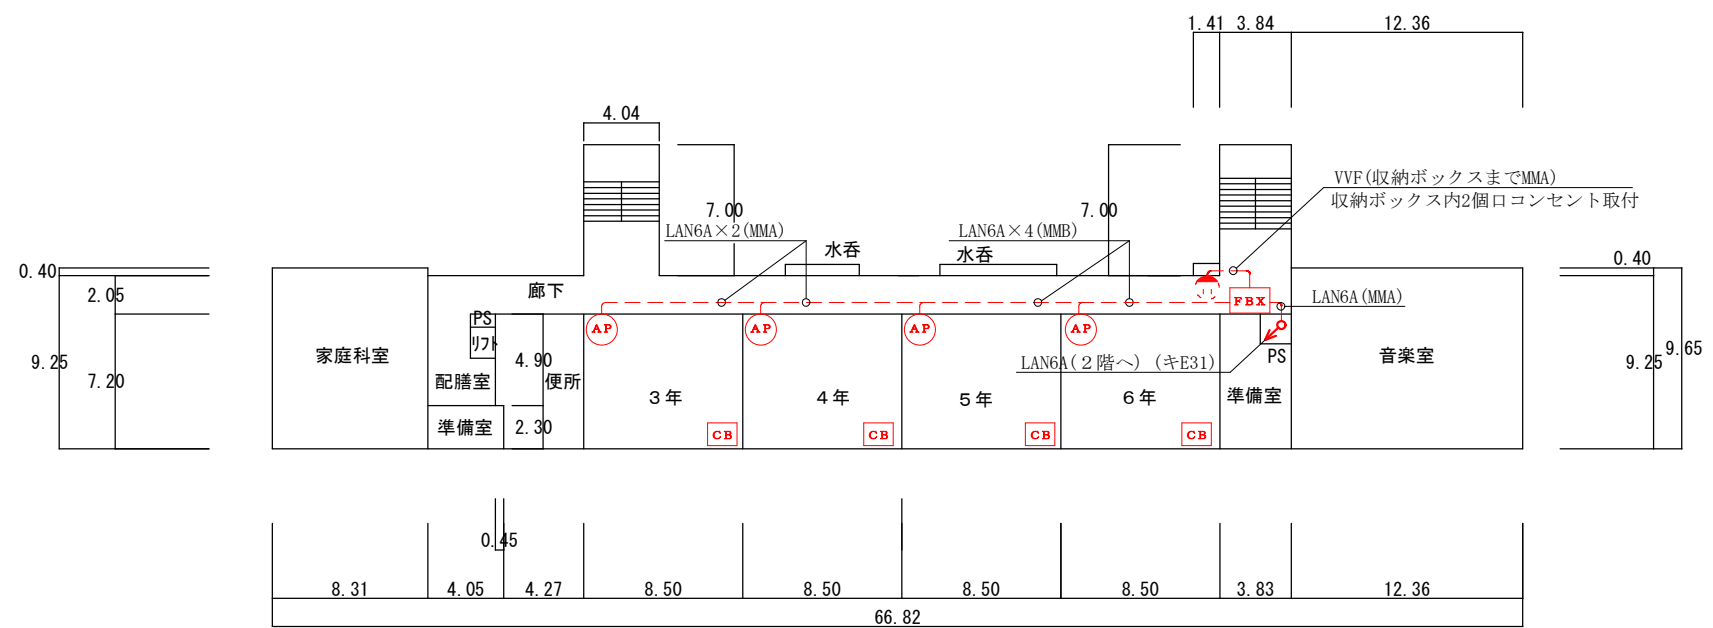 1.41 3.84 12.36
4.04
VVF(収納ボックスまでMMA)
収納ボックス内2個口コンセント取付
7.00
7.00
LAN6A×2(MMA)
LAN6A×4(MMB)
水呑
水呑
0.40
0.40
2.05
廊下
FBX
LAN6A(MMA)
PS
AP
AP
AP
AP
リフト
家庭科室
4.90
LAN6A(2階へ)(キE31)
PS
音楽室
9.25
9.25
9.65
7.20
配膳室
便所
3年
4年
5年
6年
準備室
準備室
2.30
CB
CB
CB
CB
0.45
8.31
4.05
4.27
8.50
8.50
8.50
8.50
3.83
12.36
66.82